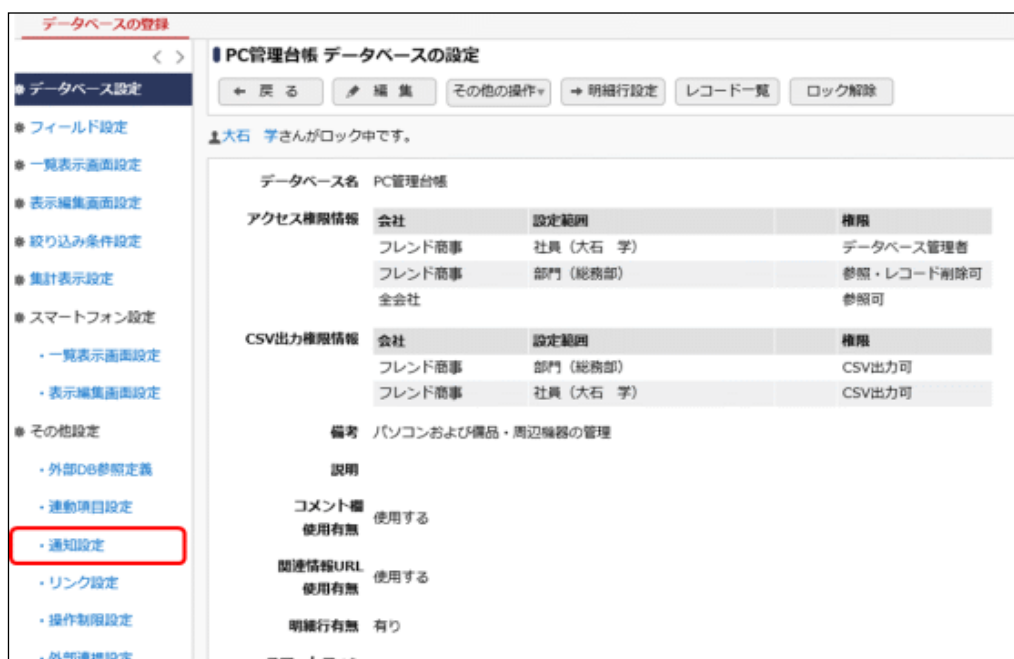 データベースの登録
< >
データベース設定
フィールド設定
一覧表示画面設定
表示編集画面設定
絞り込み条件設定
集計表示設定
スマートフォン設定
・一覧表示画面設定
・表示編集画面設定
その他設定
・外部DB参照定義
・連動項目設定
・通知設定
・リンク設定
・操作制限設定
・外部連携設定
PC管理台帳 データベースの設定
← 戻 る 編 集 その他の操作▾ → 明細行設定 レコード一覧 ロック解除
大石 学さんがロック中です。
データベース名 PC管理台帳
アクセス権限情報 会社 設定範囲 権限
フレンド商事 社員（大石 学） データベース管理者
フレンド商事 部門（総務部） 参照・レコード削除可
全会社 参照可
CSV出力権限情報 会社 設定範囲 権限
フレンド商事 部門（総務部） CSV出力可
フレンド商事 社員（大石 学） CSV出力可
備考 パソコンおよび備品・周辺機器の管理
説明
コメント欄
使用有無 使用する
関連情報URL
使用有無 使用する
明細行有無 有り